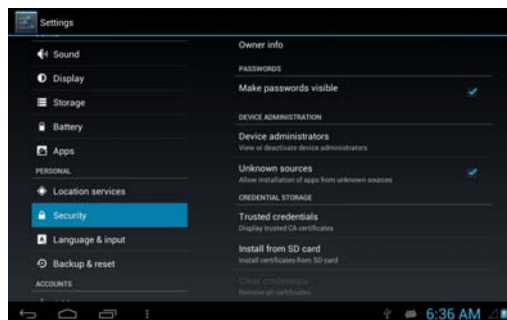 Settings
Sound
Display
Storage
Battery
Apps
PERSONAL
Location services
Security
Language & input
Backup & reset
ACCOUNTS
Owner info
PASSWORDS
Make passwords visible
DEVICE ADMINISTRATION
Device administrators
View or deactivate device administrators
Unknown sources
Allow installation of apps from unknown sources
CREDENTIAL STORAGE
Trusted credentials
Display trusted CA certificates
Install from SD card
Install certificates from SD card
Clear credentials
Remove all certificates
6:36 AM